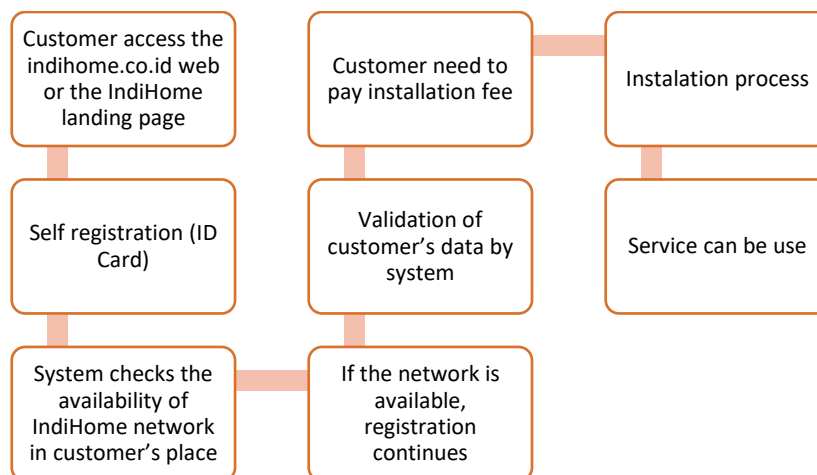 Customer access the
indihome.co.id web
or the IndiHome
landing page
Self registration (ID
Card)
System checks the
availability of
IndiHome network
in customer’s place
If the network is
available,
registration
continues
Validation of
customer’s data by
system
Customer need to
pay installation fee
Instalation process
Service can be use